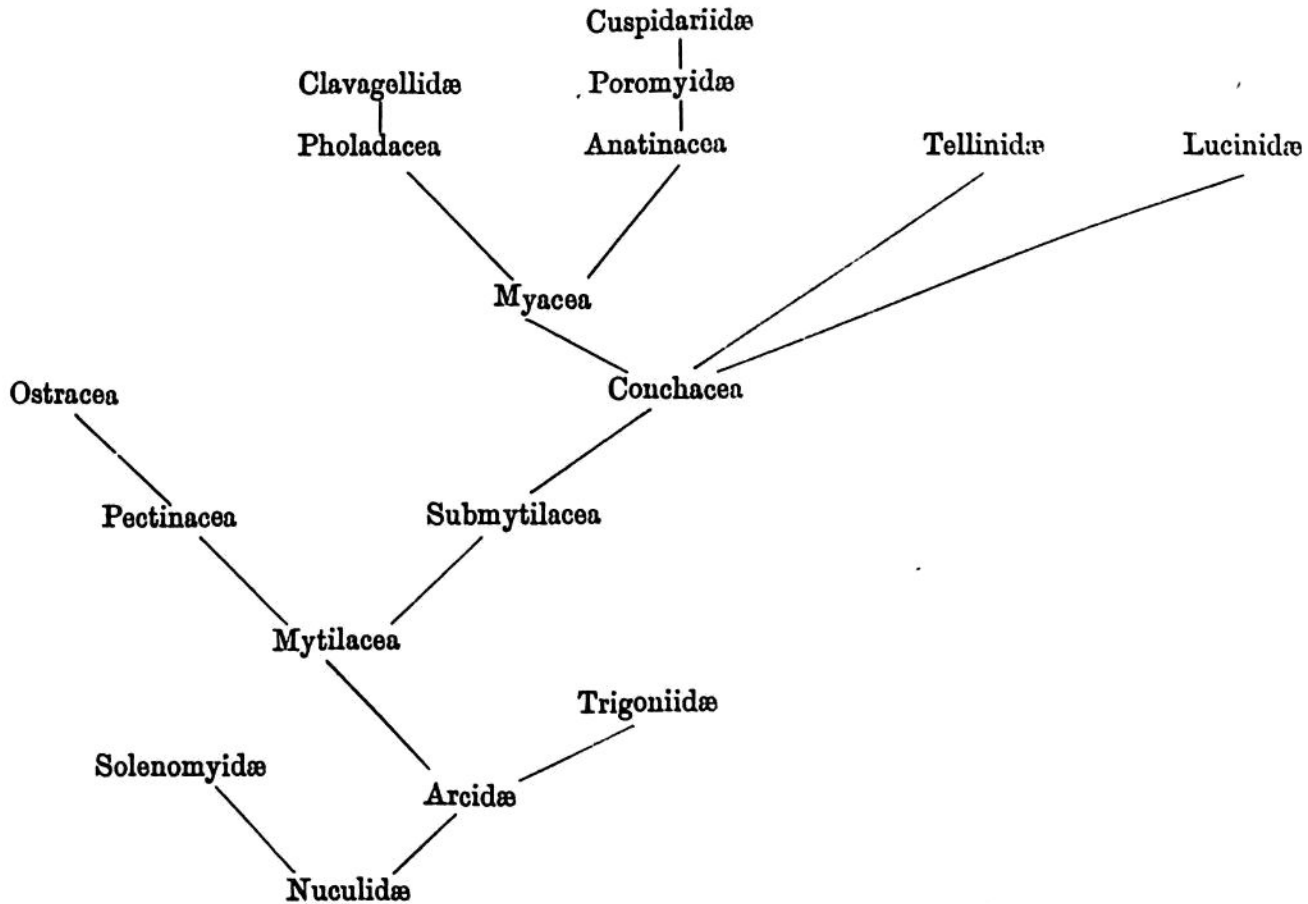 Cuspidariidæ
Clavagellidæ
Poromyidæ
Pholadacea
Anatinacea
Tellinidæ
Lucinidæ
Myacea
Conchacea
Ostracea
Pectinacea
Submytilacea
Mytilacea
Trigoniidæ
Solenomyidæ
Arcidæ
Nuculidæ